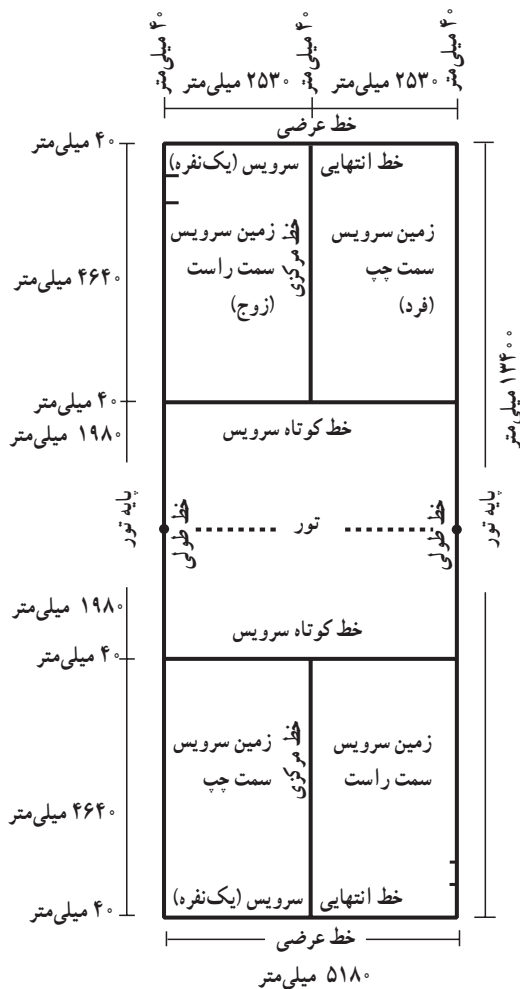 ۴۰ میلی‌متر
۴۰ میلی‌متر
۴۰ میلی‌متر
۲۵۳۰ میلی‌متر
۲۵۳۰ میلی‌متر
خط عرضی
۴۰ میلی‌متر
خط انتهایی
سرویس (یک‌نفره)
زمین سرویس
سمت چپ
(فرد)
خط مرکزی
زمین سرویس
سمت راست
(زوج)
۴۶۴۰ میلی‌متر
۱۳۴۰۰ میلی‌متر
۴۰ میلی‌متر
۱۹۸۰ میلی‌متر
خط کوتاه سرویس
پایه تور
خط طولی
تور
خط طولی
پایه تور
۱۹۸۰ میلی‌متر
خط کوتاه سرویس
۴۰ میلی‌متر
زمین سرویس
سمت راست
خط مرکزی
زمین سرویس
سمت چپ
۴۶۴۰ میلی‌متر
خط انتهایی
سرویس (یک‌نفره)
۴۰ میلی‌متر
خط عرضی
۵۱۸۰ میلی‌متر